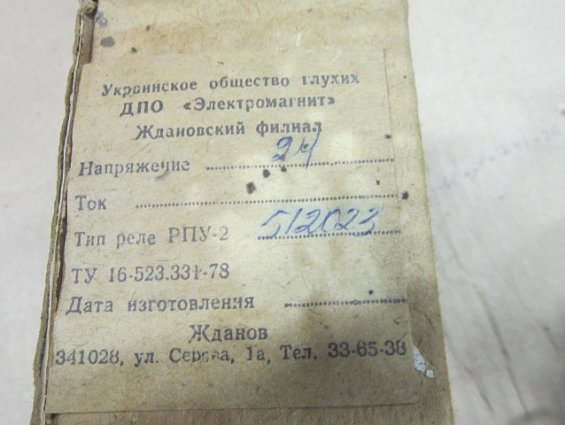 Украинское общество глухих
ДПО «Электромагнит»
Ждановский филиал
Напряжение 24
Ток
Тип реле РПУ-2 512023
ТУ 16-523.331-78
Дата изготовления
Жданов
341028, ул. Серова, 1а, Тел. 33-65-38